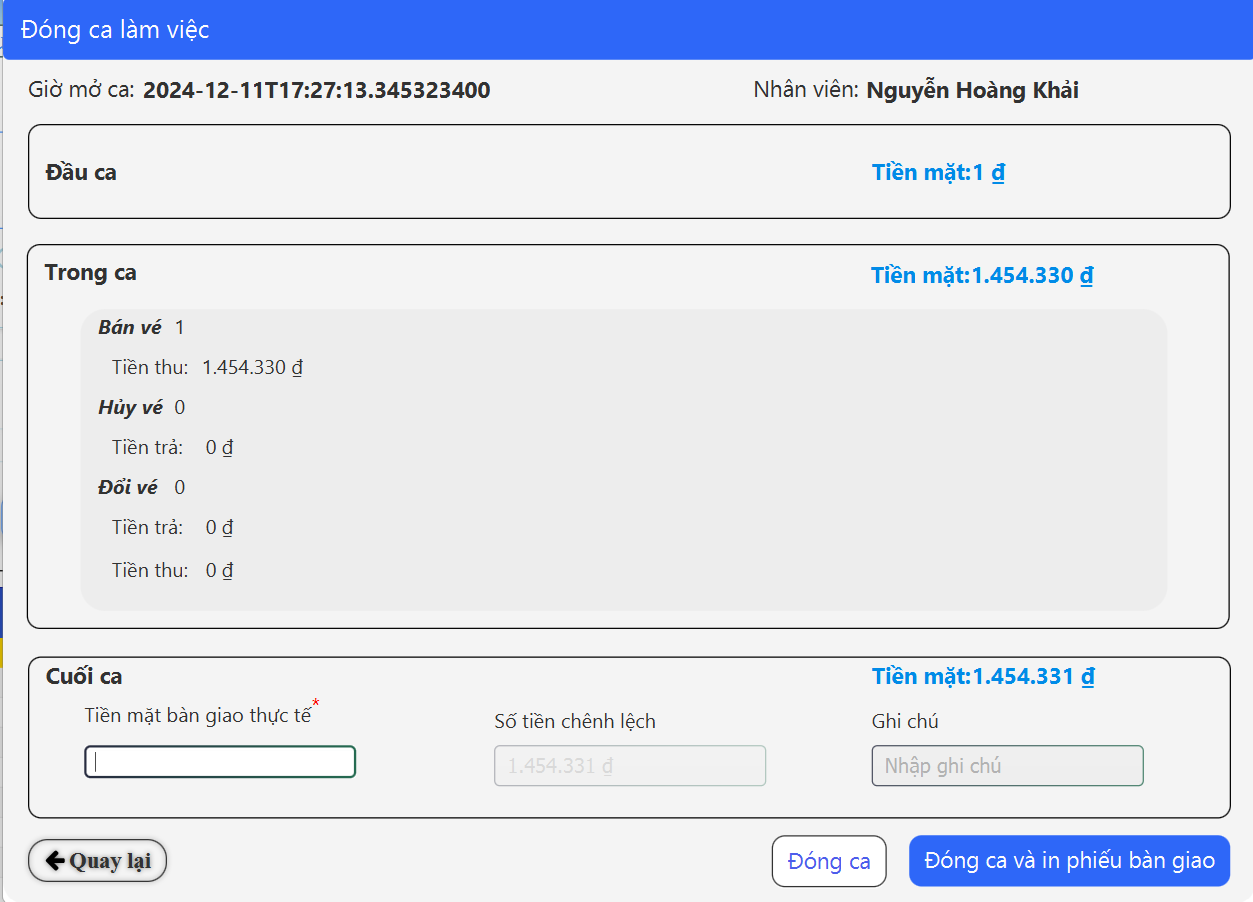 Đóng ca làm việc
Giờ mở ca: 2024-12-11T17:27:13.345323400 Nhân viên: Nguyễn Hoàng Khải
Đầu ca Tiền mặt:1 ₫
Trong ca Tiền mặt:1.454.330 ₫
Bán vé 1
Tiền thu: 1.454.330 ₫
Hủy vé 0
Tiền trả: 0 ₫
Đổi vé 0
Tiền trả: 0 ₫
Tiền thu: 0 ₫
Cuối ca Tiền mặt:1.454.331 ₫
Tiền mặt bàn giao thực tế* Số tiền chênh lệch Ghi chú
1.454.331 ₫ Nhập ghi chú
Quay lại Đóng ca Đóng ca và in phiếu bàn giao